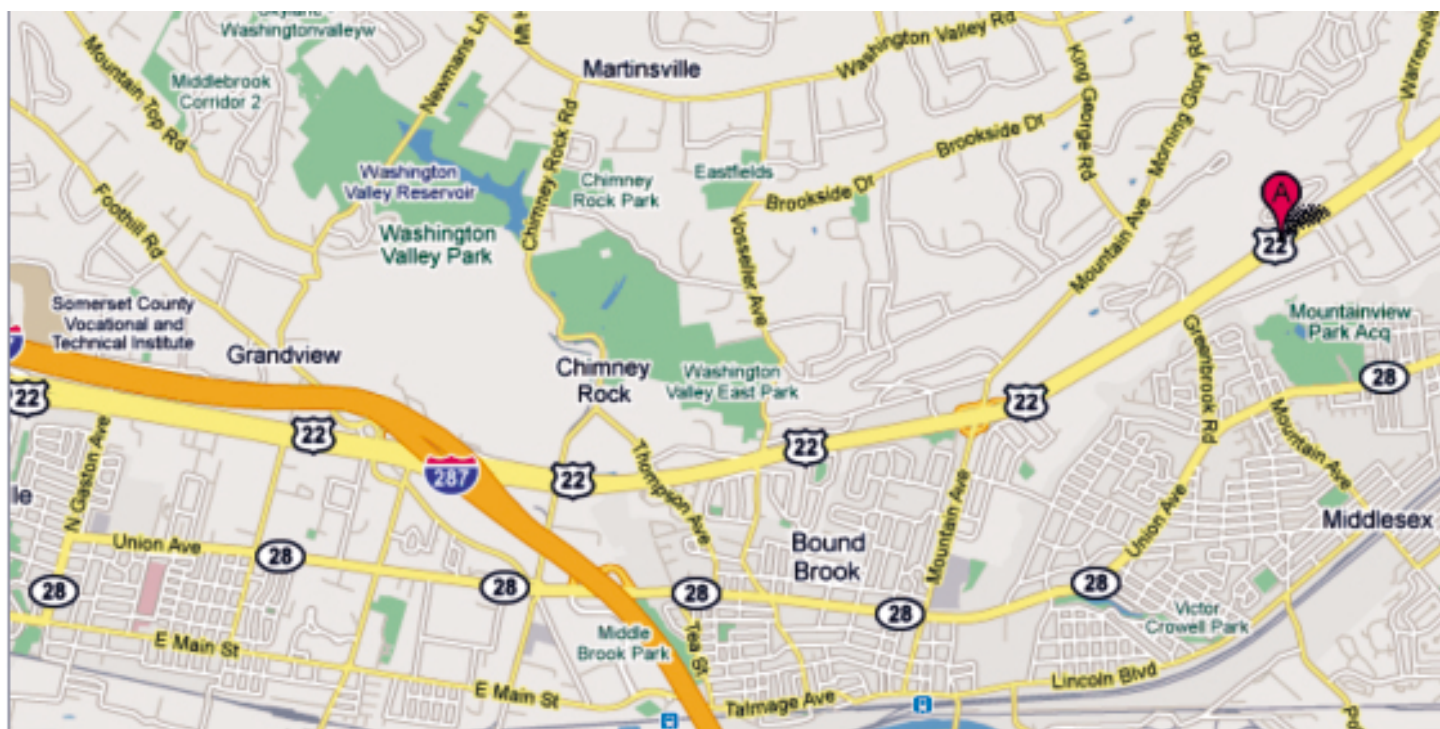 Washingtonvalleyw
Newmans Ln
Mt H
Washington Valley Rd
Warrenville
Mountain Top Rd
Middlebrook
Corridor 2
Martinsville
King George Rd
Morning Glory Rd
Chimney Rock Rd
Brookside Dr
Washington
Valley Reservoir
Chimney
Rock Park
Eastfields
Brookside Dr
A
Foothill Rd
Washington
Valley Park
Vosseller Ave
Mountain Ave
22
Somerset County
Vocational and
Technical Institute
Mountainview
Park Acq
Grandview
Chimney
Rock
Washington
Valley East Park
Greenbrook Rd
28
22
22
22
22
287
22
N Gaston Ave
Thompson Ave
Mountain Ave
Mountain Ave
le
Union Ave
Middlesex
Union Ave
28
28
28
Bound
Brook
28
28
28
Victor
Crowell Park
E Main St
Middle
Brook Park
Tea St
E Main St
Talmage Ave
Lincoln Blvd
Rd